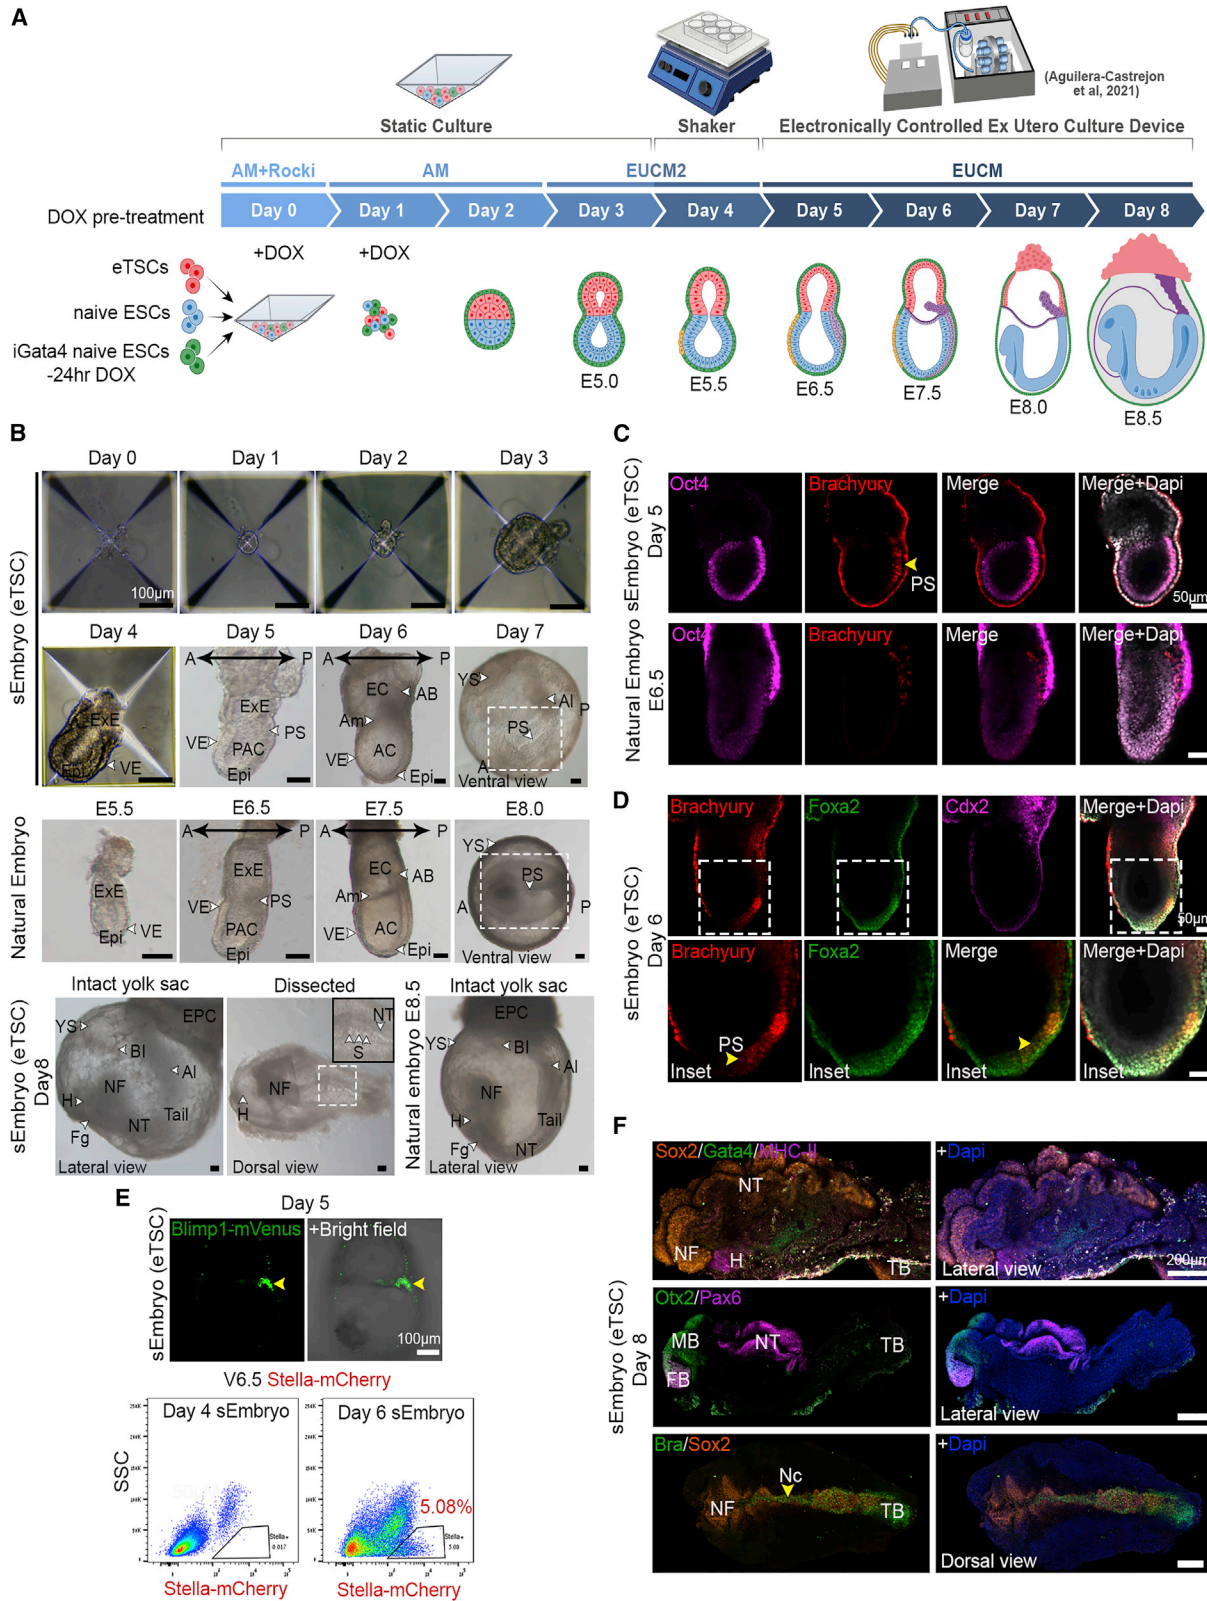 A
(Aguilera-Castrejon
et al, 2021)
Static Culture
Shaker
Electronically Controlled Ex Utero Culture Device
AM+Rocki
AM
EUCM2
EUCM
DOX pre-treatment
Day 0
Day 1
Day 2
Day 3
Day 4
Day 5
Day 6
Day 7
Day 8
+DOX
+DOX
eTSCs
naive ESCs
iGata4 naive ESCs
-24hr DOX
E5.0
E5.5
E6.5
E7.5
E8.0
E8.5
B
sEmbryo (eTSC)
Day 0
Day 1
Day 2
Day 3
100µm
Day 4
Day 5
Day 6
Day 7
ExE
Epi
VE
A
P
ExE
PS
VE
PAC
Epi
A
P
EC
AB
Am
AC
VE
Epi
YS
Al
P
PS
A
Ventral view
Natural Embryo
E5.5
E6.5
E7.5
E8.0
ExE
Epi
VE
A
P
ExE
PS
VE
PAC
Epi
A
P
EC
AB
Am
AC
VE
Epi
YS
PS
A
P
Ventral view
sEmbryo (eTSC)
Day8
Intact yolk sac
YS
EPC
Bl
Al
NF
H
Tail
NT
Fg
Lateral view
Dissected
NT
S
NF
H
Dorsal view
Natural embryo E8.5
Intact yolk sac
EPC
YS
Bl
Al
NF
H
Tail
Fg
NT
Lateral view
C
sEmbryo (eTSC)
Day 5
Oct4
Brachyury
Merge
Merge+Dapi
PS
50µm
Natural Embryo
E6.5
Oct4
Brachyury
Merge
Merge+Dapi
D
sEmbryo (eTSC)
Day 6
Brachyury
Foxa2
Cdx2
Merge+Dapi
50µm
Brachyury
Foxa2
Merge
Merge+Dapi
PS
Inset
Inset
Inset
Inset
E
Day 5
sEmbryo (eTSC)
Blimp1-mVenus
+Bright field
100µm
V6.5 Stella-mCherry
SSC
Day 4 sEmbryo
Day 6 sEmbryo
5.08%
250K
200K
150K
100K
50K
0
Stella+
0.017
Stella+
Stella-mCherry
Stella-mCherry
F
sEmbryo (eTSC)
Day 8
Sox2/Gata4/MHC-II
+Dapi
NT
NF
H
TB
Lateral view
200µm
Otx2/Pax6
+Dapi
MB
NT
TB
FB
Lateral view
Bra/Sox2
+Dapi
Nc
NF
TB
Dorsal view